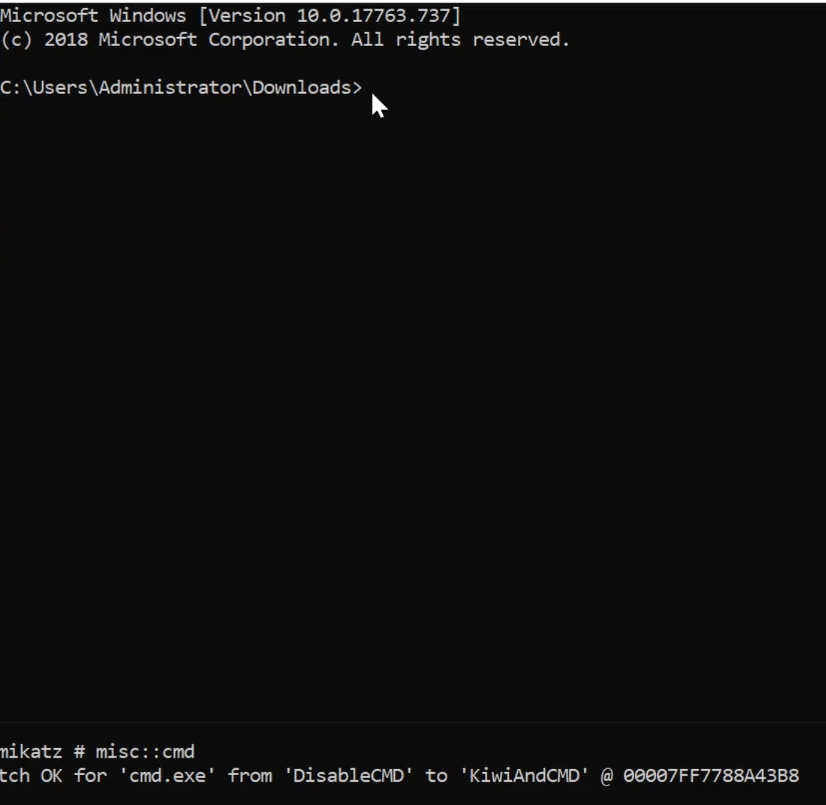 Microsoft Windows [Version 10.0.17763.737]
(c) 2018 Microsoft Corporation. All rights reserved.
C:\Users\Administrator\Downloads>
mikatz # misc::cmd
tch OK for 'cmd.exe' from 'DisableCMD' to 'KiwiAndCMD' @ 00007FF7788A43B8